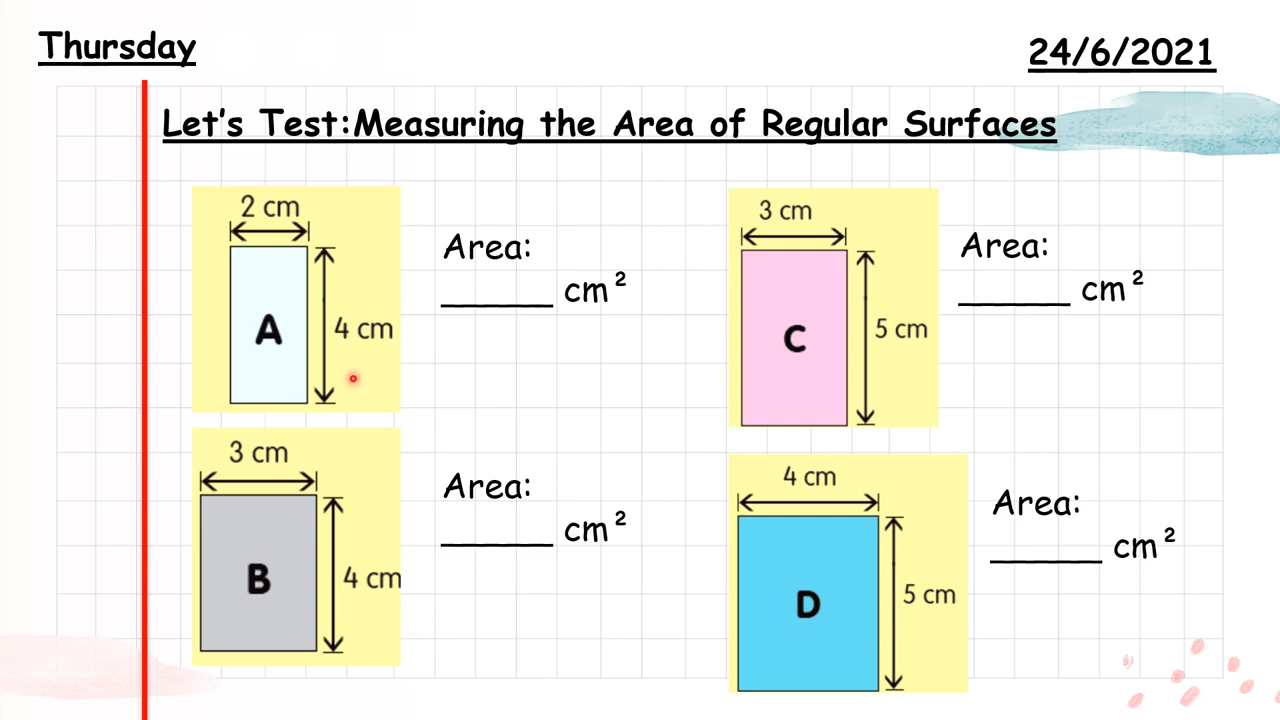 Thursday
24/6/2021
Let's Test:Measuring the Area of Regular Surfaces
2 cm
A
4 cm
Area:
______ cm²
3 cm
B
4 cm
Area:
______ cm²
3 cm
C
5 cm
Area:
______ cm²
4 cm
D
5 cm
Area:
______ cm²